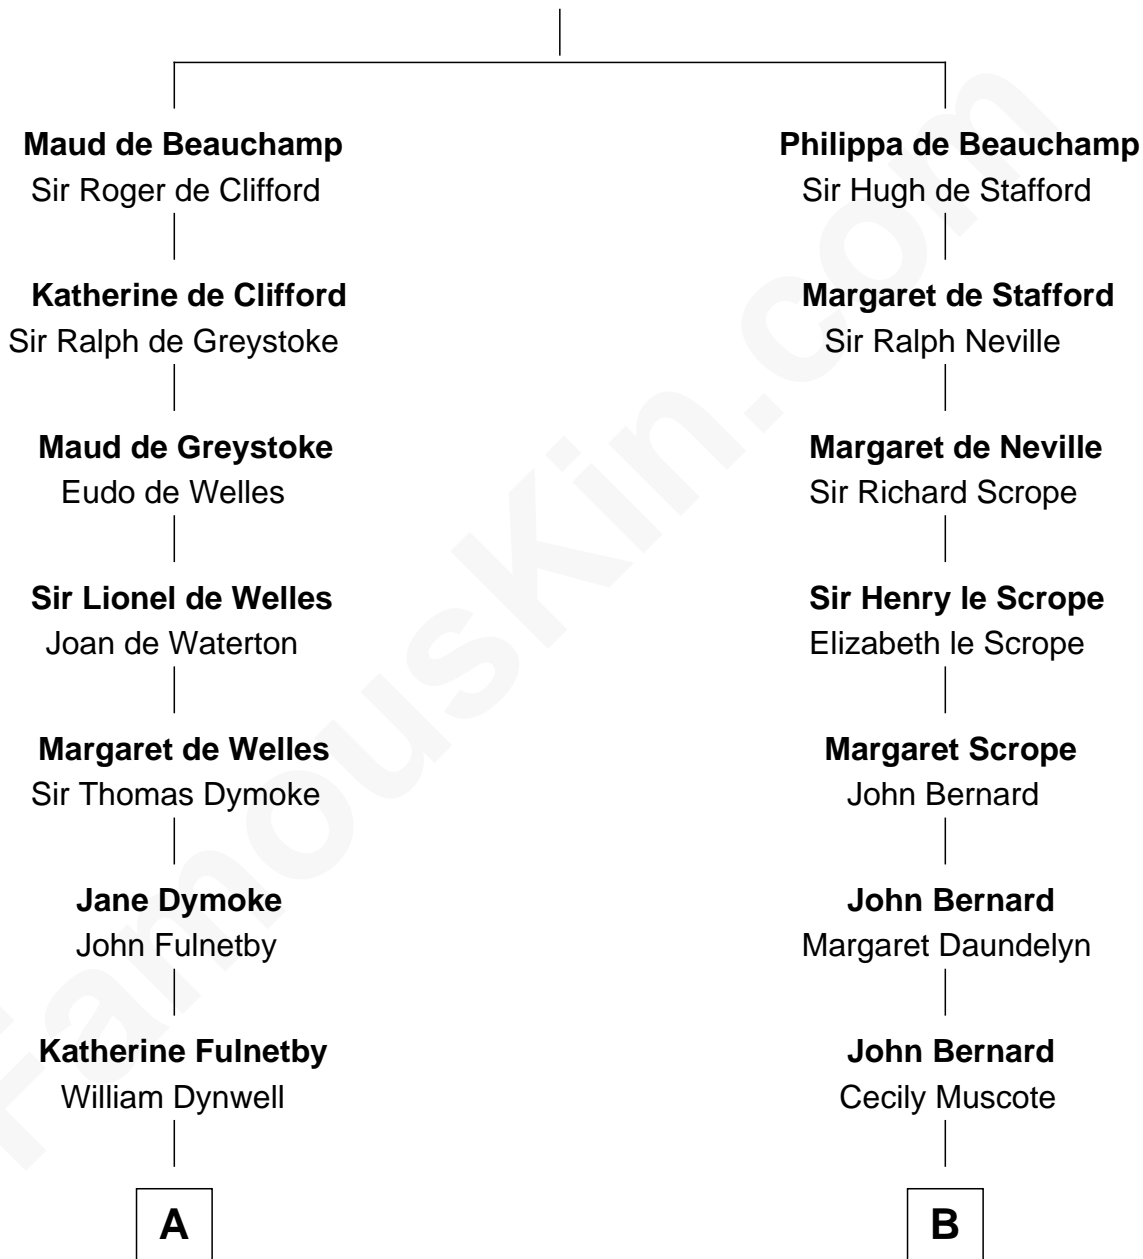 Maud de Beauchamp
Sir Roger de Clifford
Katherine de Clifford
Sir Ralph de Greystoke
Maud de Greystoke
Eudo de Welles
Sir Lionel de Welles
Joan de Waterton
Margaret de Welles
Sir Thomas Dymoke
Jane Dymoke
John Fulnetby
Katherine Fulnetby
William Dynwell
A
Philippa de Beauchamp
Sir Hugh de Stafford
Margaret de Stafford
Sir Ralph Neville
Margaret de Neville
Sir Richard Scrope
Sir Henry le Scrope
Elizabeth le Scrope
Margaret Scrope
John Bernard
John Bernard
Margaret Daundelyn
John Bernard
Cecily Muscote
B
FamousKin.com